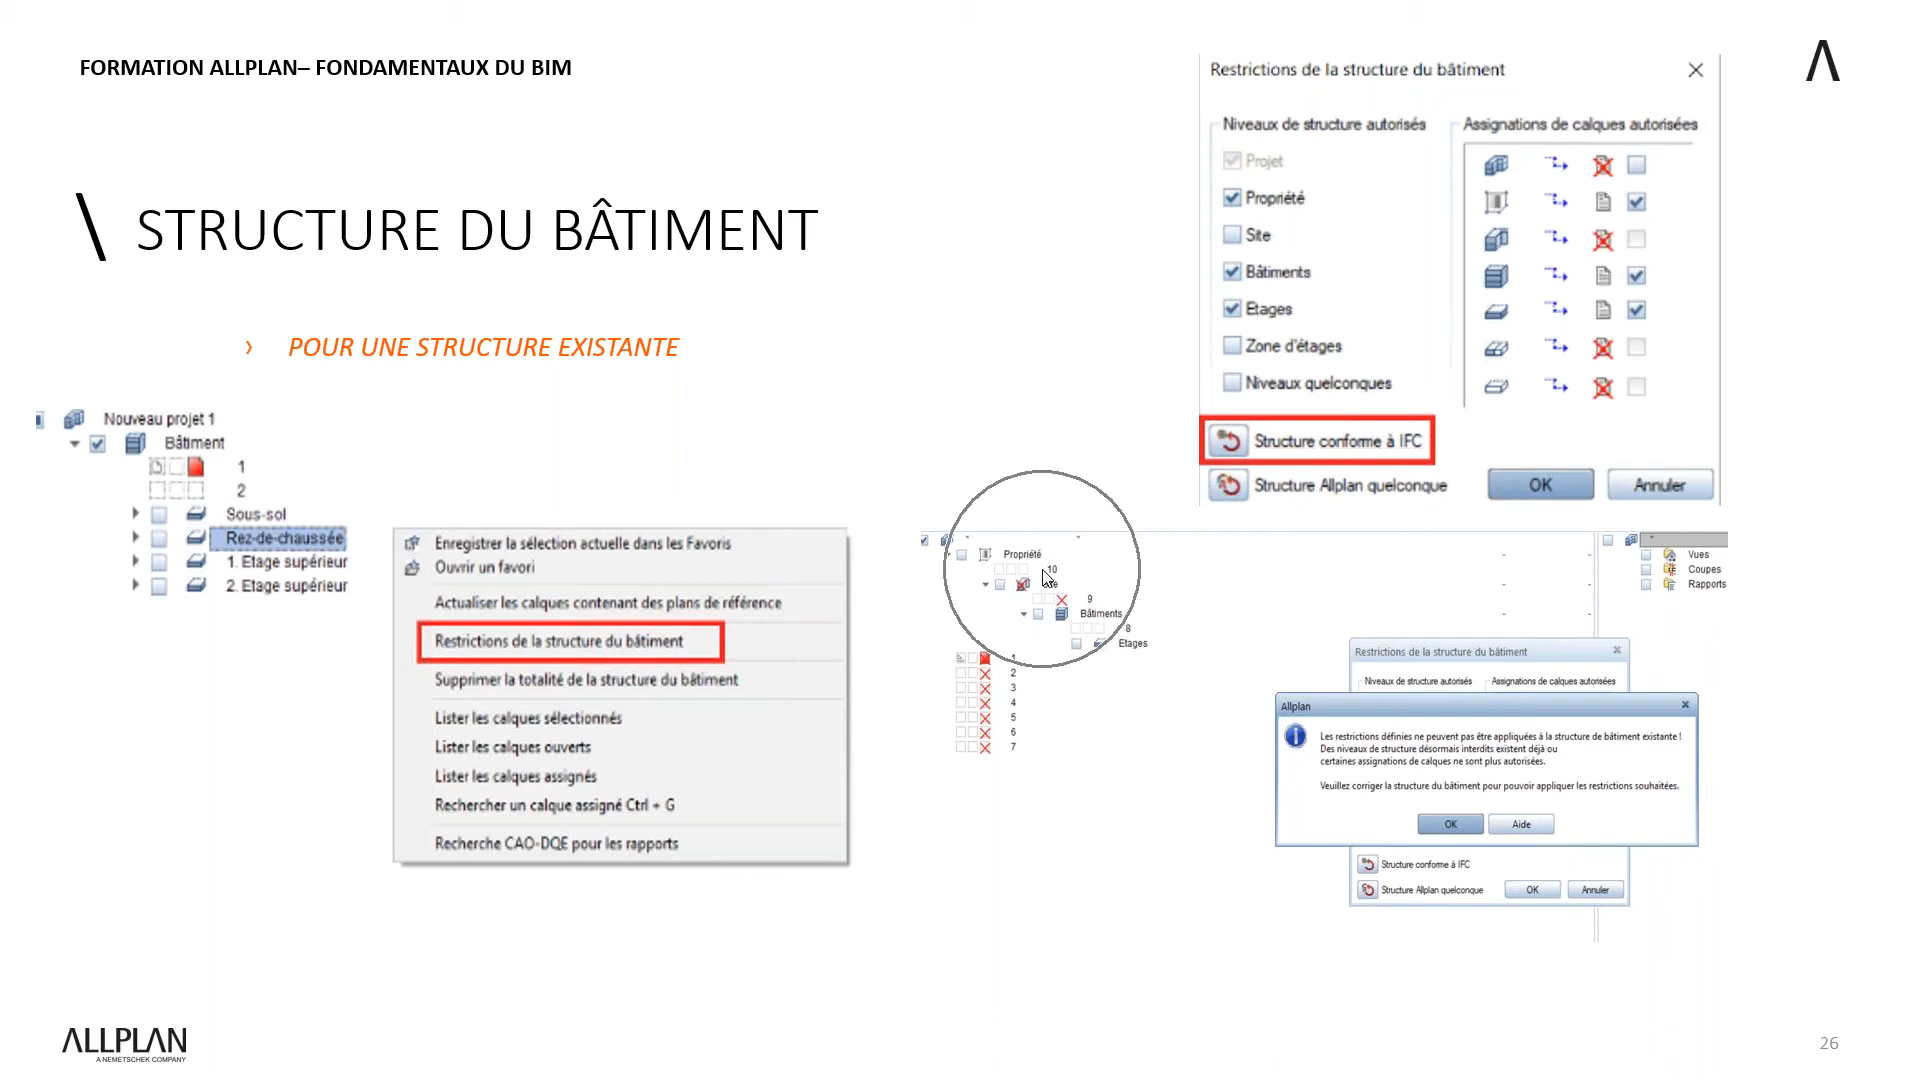 FORMATION ALLPLAN– FONDAMENTAUX DU BIM
\ STRUCTURE DU BÂTIMENT
› POUR UNE STRUCTURE EXISTANTE
Nouveau projet 1
Bâtiment
1
2
Sous-sol
Rez-de-chaussée
1. Etage supérieur
2. Etage supérieur
Enregistrer la sélection actuelle dans les Favoris
Ouvrir un favori
Actualiser les calques contenant des plans de référence
Restrictions de la structure du bâtiment
Supprimer la totalité de la structure du bâtiment
Lister les calques sélectionnés
Lister les calques ouverts
Lister les calques assignés
Rechercher un calque assigné Ctrl + G
Recherche CAO-DQE pour les rapports
Restrictions de la structure du bâtiment
Niveaux de structure autorisés
Assignations de calques autorisées
Projet
Propriété
Site
Bâtiments
Etages
Zone d'étages
Niveaux quelconques
Structure conforme à IFC
Structure Allplan quelconque
OK
Annuler
Propriété
10
9
Bâtiments
8
Etages
1
2
3
4
5
6
7
Vues
Coupes
Rapports
Restrictions de la structure du bâtiment
Niveaux de structure autorisés
Assignations de calques autorisées
Allplan
Les restrictions définies ne peuvent pas être appliquées à la structure de bâtiment existante !
Des niveaux de structure désormais interdits existent déjà ou
certaines assignations de calques ne sont plus autorisées.
Veuillez corriger la structure du bâtiment pour pouvoir appliquer les restrictions souhaitées.
OK
Aide
Structure conforme à IFC
Structure Allplan quelconque
OK
Annuler
ALLPLAN
A NEMETSCHEK COMPANY
26